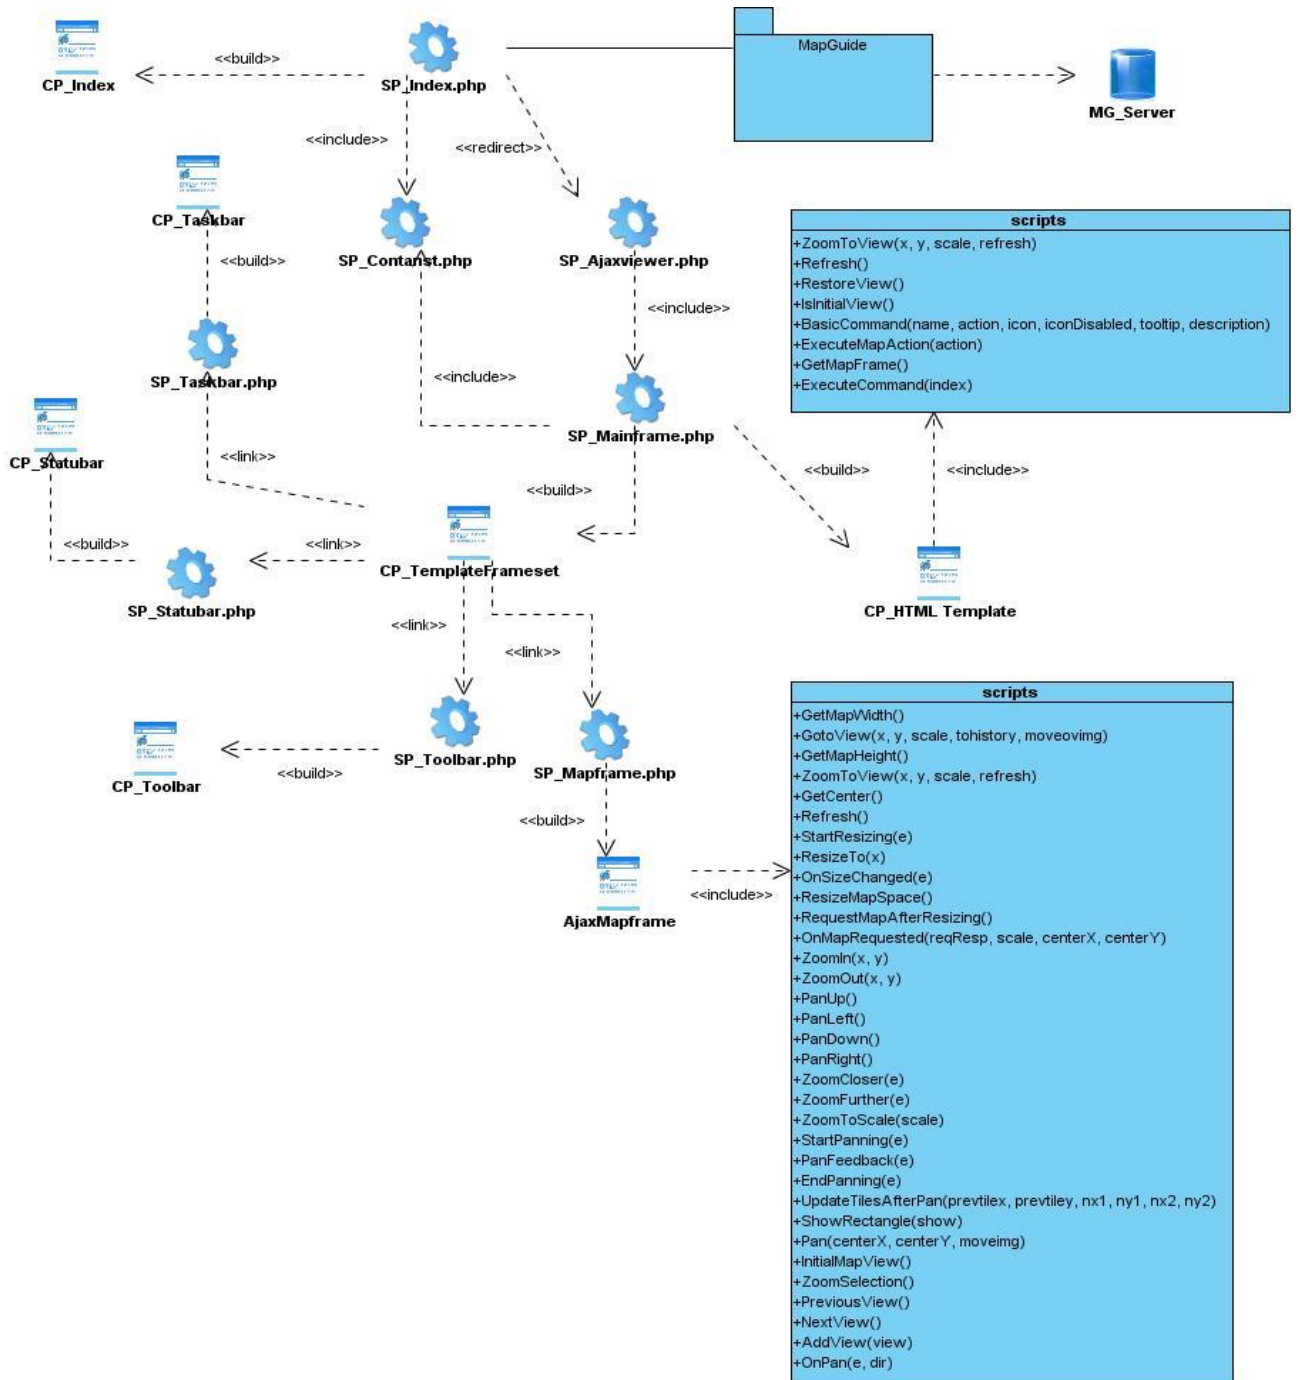 <<build>>
MapGuide
CP_Index
SP_Index.php
MG_Server
<<include>>
<<redirect>>
CP_Taskbar
SP_Contanst.php
SP_Ajaxviewer.php
<<build>>
<<include>>
scripts
+ZoomToView(x, y, scale, refresh)
+Refresh()
+RestoreView()
+IsInitialView()
+BasicCommand(name, action, icon, iconDisabled, tooltip, description)
+ExecuteMapAction(action)
+GetMapFrame()
+ExecuteCommand(index)
SP_Taskbar.php
<<include>>
SP_Mainframe.php
CP_Statubar
<<link>>
<<build>>
<<include>>
<<build>>
<<build>>
<<link>>
CP_TemplateFrameset
SP_Statubar.php
CP_HTML Template
<<link>>
<<link>>
SP_Toolbar.php
SP_Mapframe.php
<<build>>
CP_Toolbar
<<build>>
AjaxMapframe
<<include>>
scripts
+GetMapWidth()
+GotoView(x, y, scale, tohistory, moveovimg)
+GetMapHeight()
+ZoomToView(x, y, scale, refresh)
+GetCenter()
+Refresh()
+StartResizing(e)
+ResizeTo(x)
+OnSizeChanged(e)
+ResizeMapSpace()
+RequestMapAfterResizing()
+OnMapRequested(reqResp, scale, centerX, centerY)
+ZoomIn(x, y)
+ZoomOut(x, y)
+PanUp()
+PanLeft()
+PanDown()
+PanRight()
+ZoomCloser(e)
+ZoomFurther(e)
+ZoomToScale(scale)
+StartPanning(e)
+PanFeedback(e)
+EndPanning(e)
+UpdateTilesAfterPan(prevtilex, prevtiley, nx1, ny1, nx2, ny2)
+ShowRectangle(show)
+Pan(centerX, centerY, moveimg)
+InitialMapView()
+ZoomSelection()
+PreviousView()
+NextView()
+AddView(view)
+OnPan(e, dir)